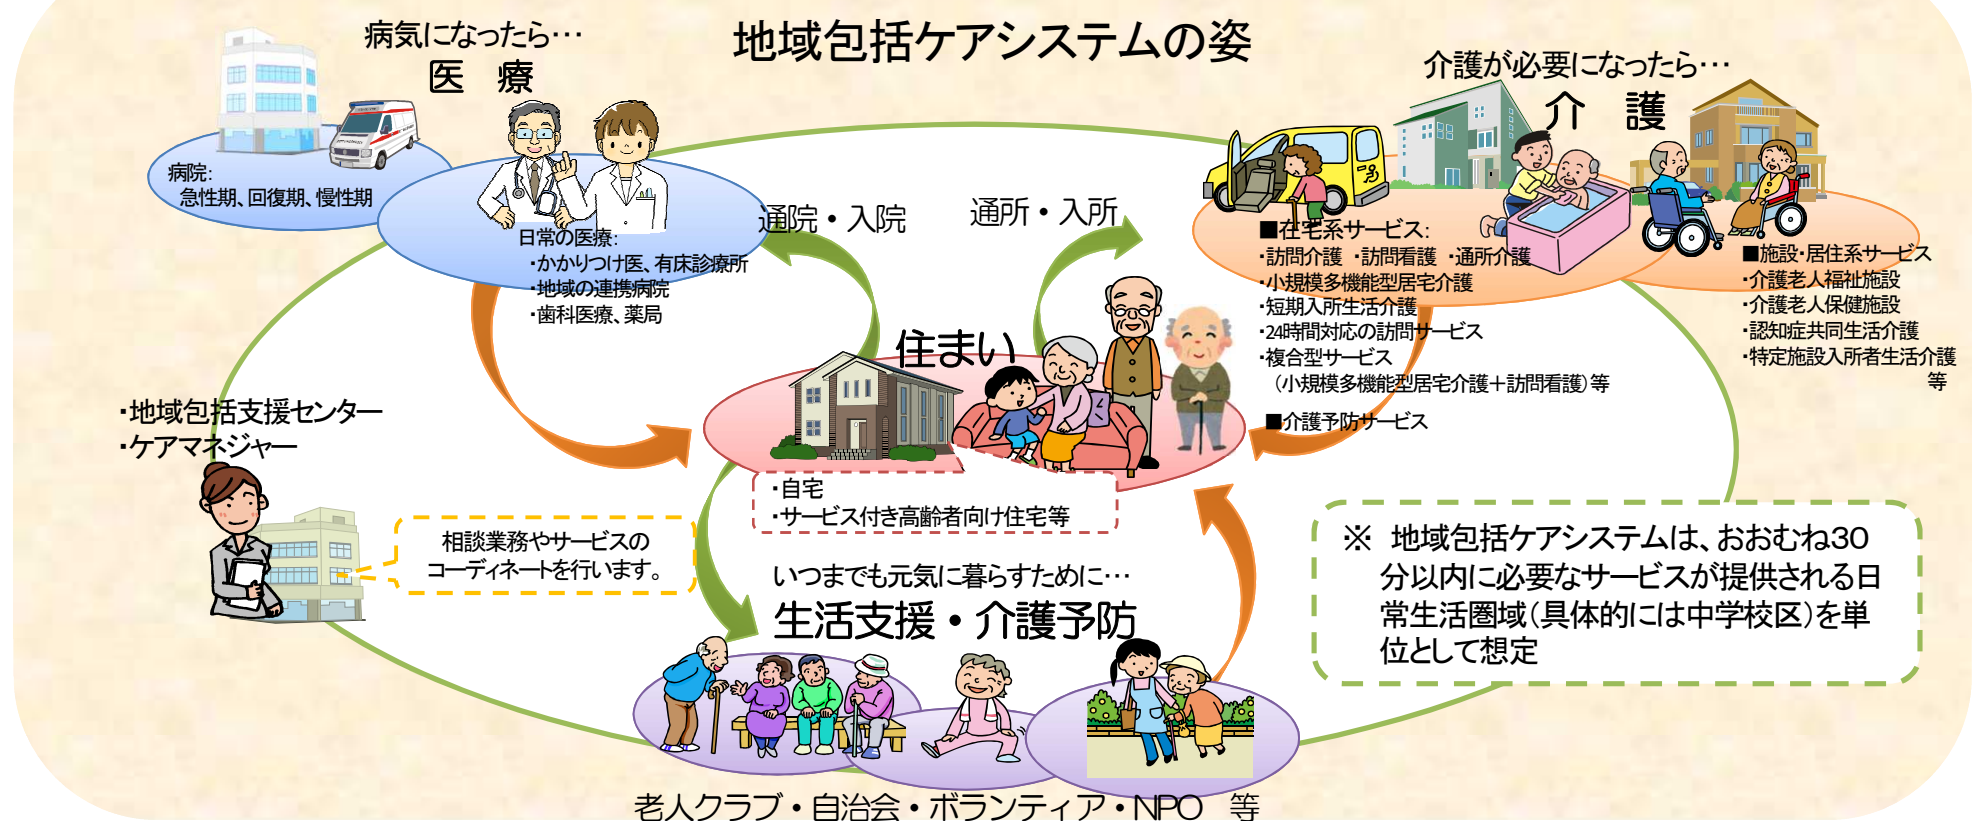 地域包括ケアシステムの姿
病気になったら…
医　療
病院:
急性期、回復期、慢性期
日常の医療:
・かかりつけ医、有床診療所
・地域の連携病院
・歯科医療、薬局
通院・入院
通所・入所
介護が必要になったら…
介　護
■在宅系サービス:
・訪問介護　・訪問看護　・通所介護
・小規模多機能型居宅介護
・短期入所生活介護
・24時間対応の訪問サービス
・複合型サービス
（小規模多機能型居宅介護＋訪問看護）等
■介護予防サービス
■施設・居住系サービス
・介護老人福祉施設
・介護老人保健施設
・認知症共同生活介護
・特定施設入所者生活介護
等
住まい
・自宅
・サービス付き高齢者向け住宅等
・地域包括支援センター
・ケアマネジャー
相談業務やサービスの
コーディネートを行います。
いつまでも元気に暮らすために…
生活支援・介護予防
老人クラブ・自治会・ボランティア・NPO　等
※　地域包括ケアシステムは、おおむね30
分以内に必要なサービスが提供される日
常生活圏域（具体的には中学校区）を単
位として想定